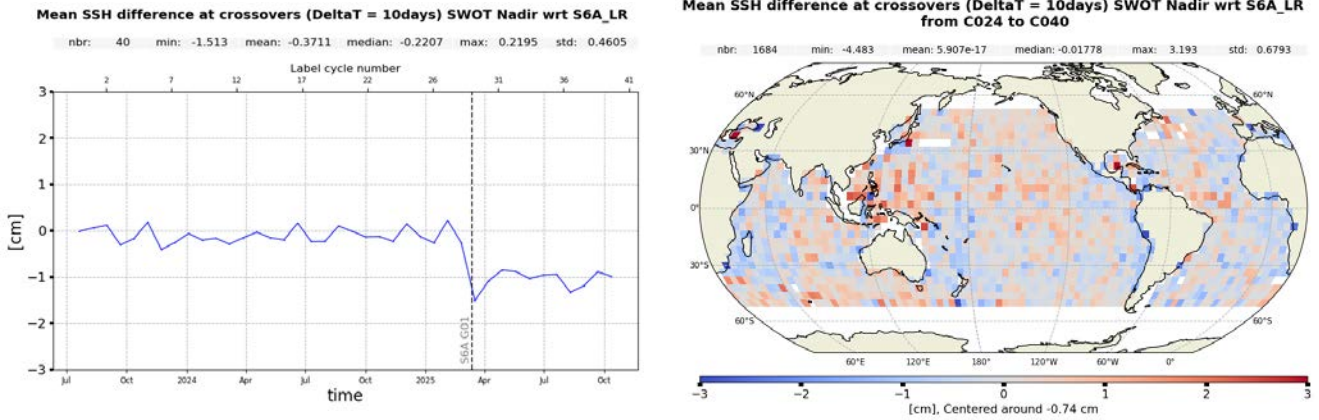 Mean SSH difference at crossovers (DeltaT = 10days) SWOT Nadir wrt S6A_LR
nbr: 40 min: -1.513 mean: -0.3711 median: -0.2207 max: 0.2195 std: 0.4605
Label cycle number
2 7 12 17 22 26 31 36 41
3
2
1
0
−1
−2
−3
[cm]
S6A G01
Jul Oct 2024 Apr Jul Oct 2025 Apr Jul Oct
time
Mean SSH difference at crossovers (DeltaT = 10days) SWOT Nadir wrt S6A_LR
from C024 to C040
nbr: 1684 min: -4.483 mean: 5.907e-17 median: -0.01778 max: 3.193 std: 0.6793
60°N 60°N
30°N 30°N
0° 0°
30°S 30°S
60°S 60°S
60°E 120°E 180° 120°W 60°W 0°
−3 −2 −1 0 1 2 3
[cm], Centered around -0.74 cm